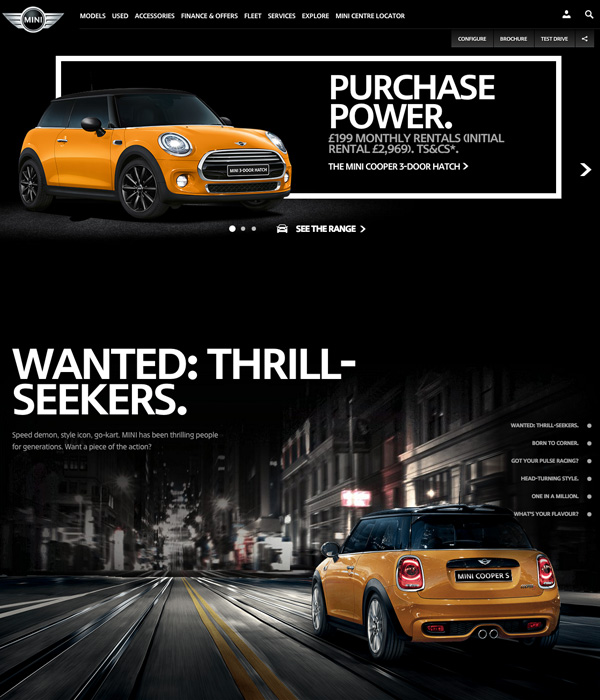 MINI
MODELS USED ACCESSORIES FINANCE & OFFERS FLEET SERVICES EXPLORE MINI CENTRE LOCATOR
CONFIGURE BROCHURE TEST DRIVE
PURCHASE
POWER.
£199 MONTHLY RENTALS (INITIAL
RENTAL £2,969). TS&CS*.
THE MINI COOPER 3-DOOR HATCH
MINI 3-DOOR HATCH
SEE THE RANGE
WANTED: THRILL-
SEEKERS.
Speed demon, style icon, go-kart. MINI has been thrilling people
for generations. Want a piece of the action?
WANTED: THRILL-SEEKERS.
BORN TO CORNER.
GOT YOUR PULSE RACING?
HEAD-TURNING STYLE.
ONE IN A MILLION.
WHAT'S YOUR FLAVOUR?
MINI COOPER S